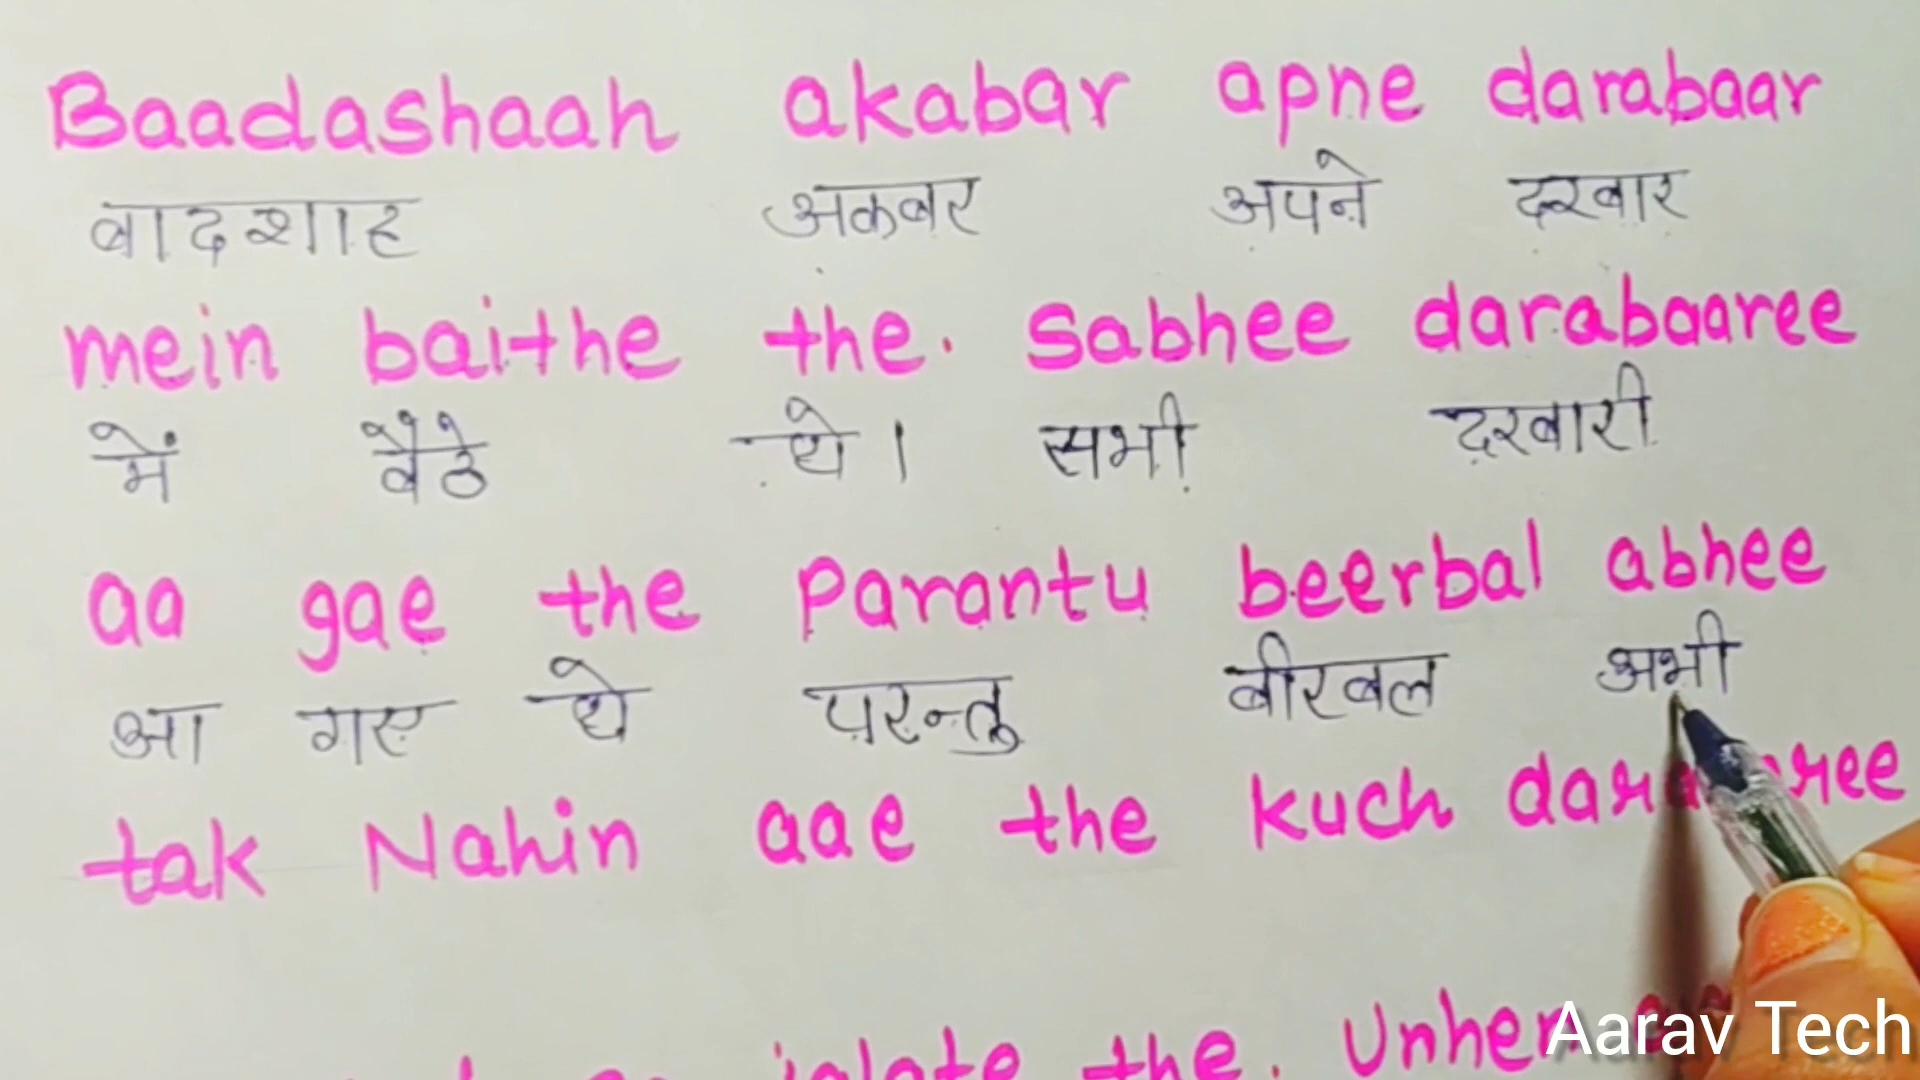 Baadashaah akabar apne darabaar
बादशाह अकबर अपने दरबार
mein baithe the. Sabhee darabaaree
में बैठे थे। सभी दरबारी
aa gae the parantu beerbal abhee
आ गए थे परन्तु बीरबल अभी
tak Nahin aae the kuch
the.
Aarav Tech